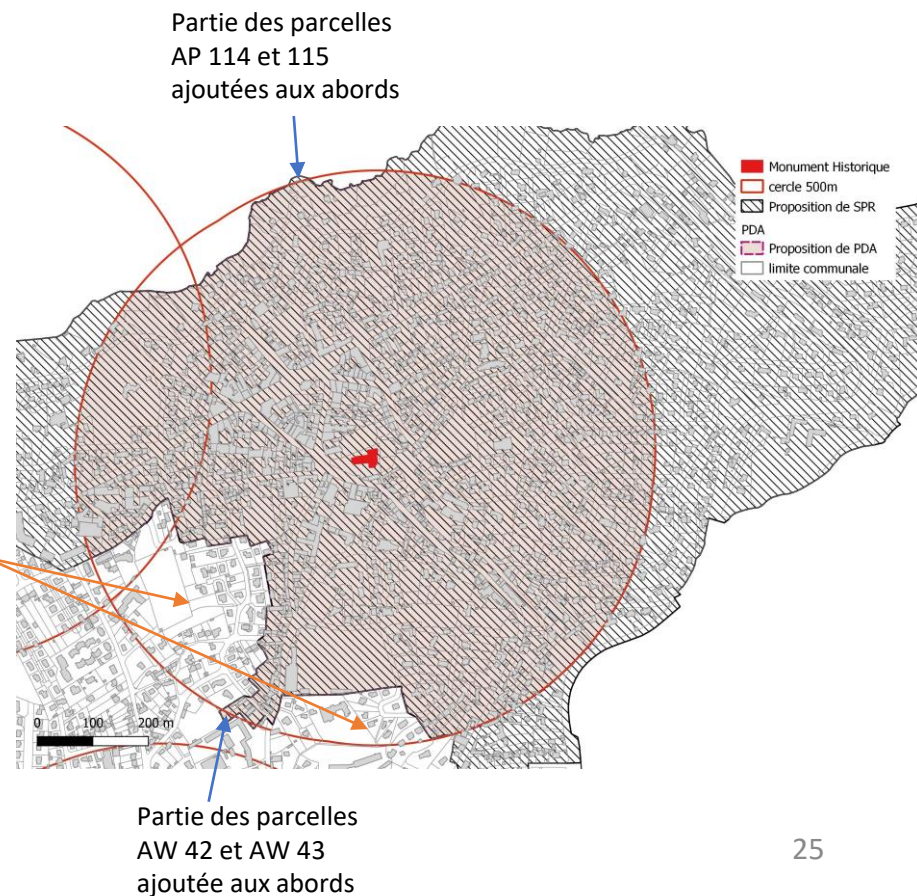 Partie des parcelles
AP 114 et 115
ajoutées aux abords
Monument Historique
cercle 500m
Proposition de SPR
PDA
Proposition de PDA
limite communale
0 100 200 m
Partie des parcelles
AW 42 et AW 43
ajoutée aux abords
25